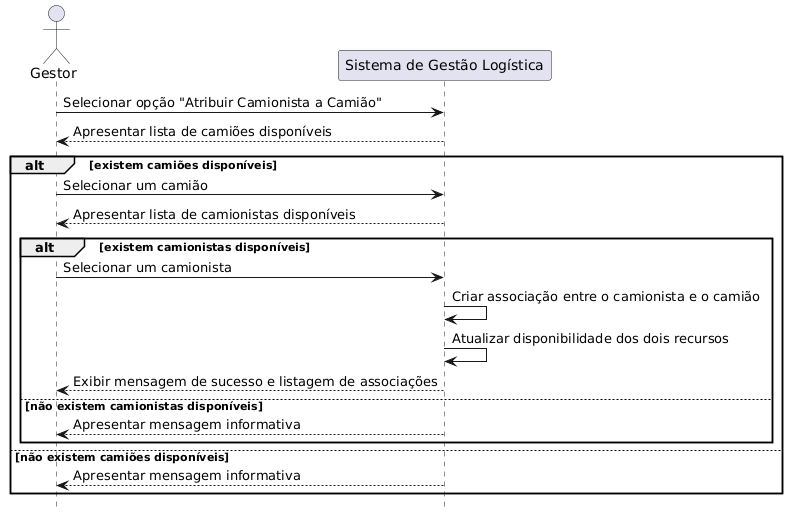 Gestor
Sistema de Gestão Logística
Selecionar opção "Atribuir Camionista a Camião"
Apresentar lista de camiões disponíveis
alt [existem camiões disponíveis]
Selecionar um camião
Apresentar lista de camionistas disponíveis
alt [existem camionistas disponíveis]
Selecionar um camionista
Criar associação entre o camionista e o camião
Atualizar disponibilidade dos dois recursos
Exibir mensagem de sucesso e listagem de associações
[não existem camionistas disponíveis]
Apresentar mensagem informativa
[não existem camiões disponíveis]
Apresentar mensagem informativa